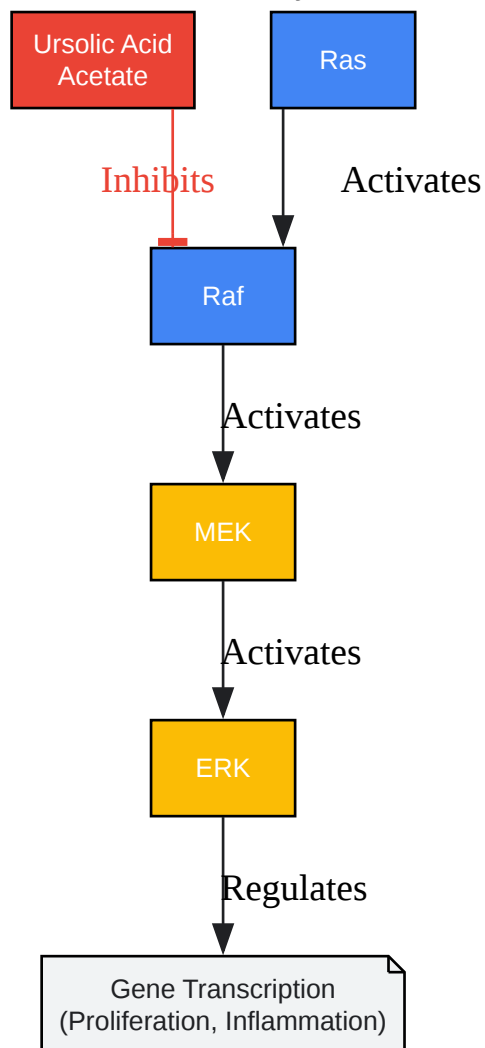 Ursolic Acid
Acetate
Ras
Inhibits
Activates
Raf
Activates
MEK
Activates
ERK
Regulates
Gene Transcription
(Proliferation, Inflammation)